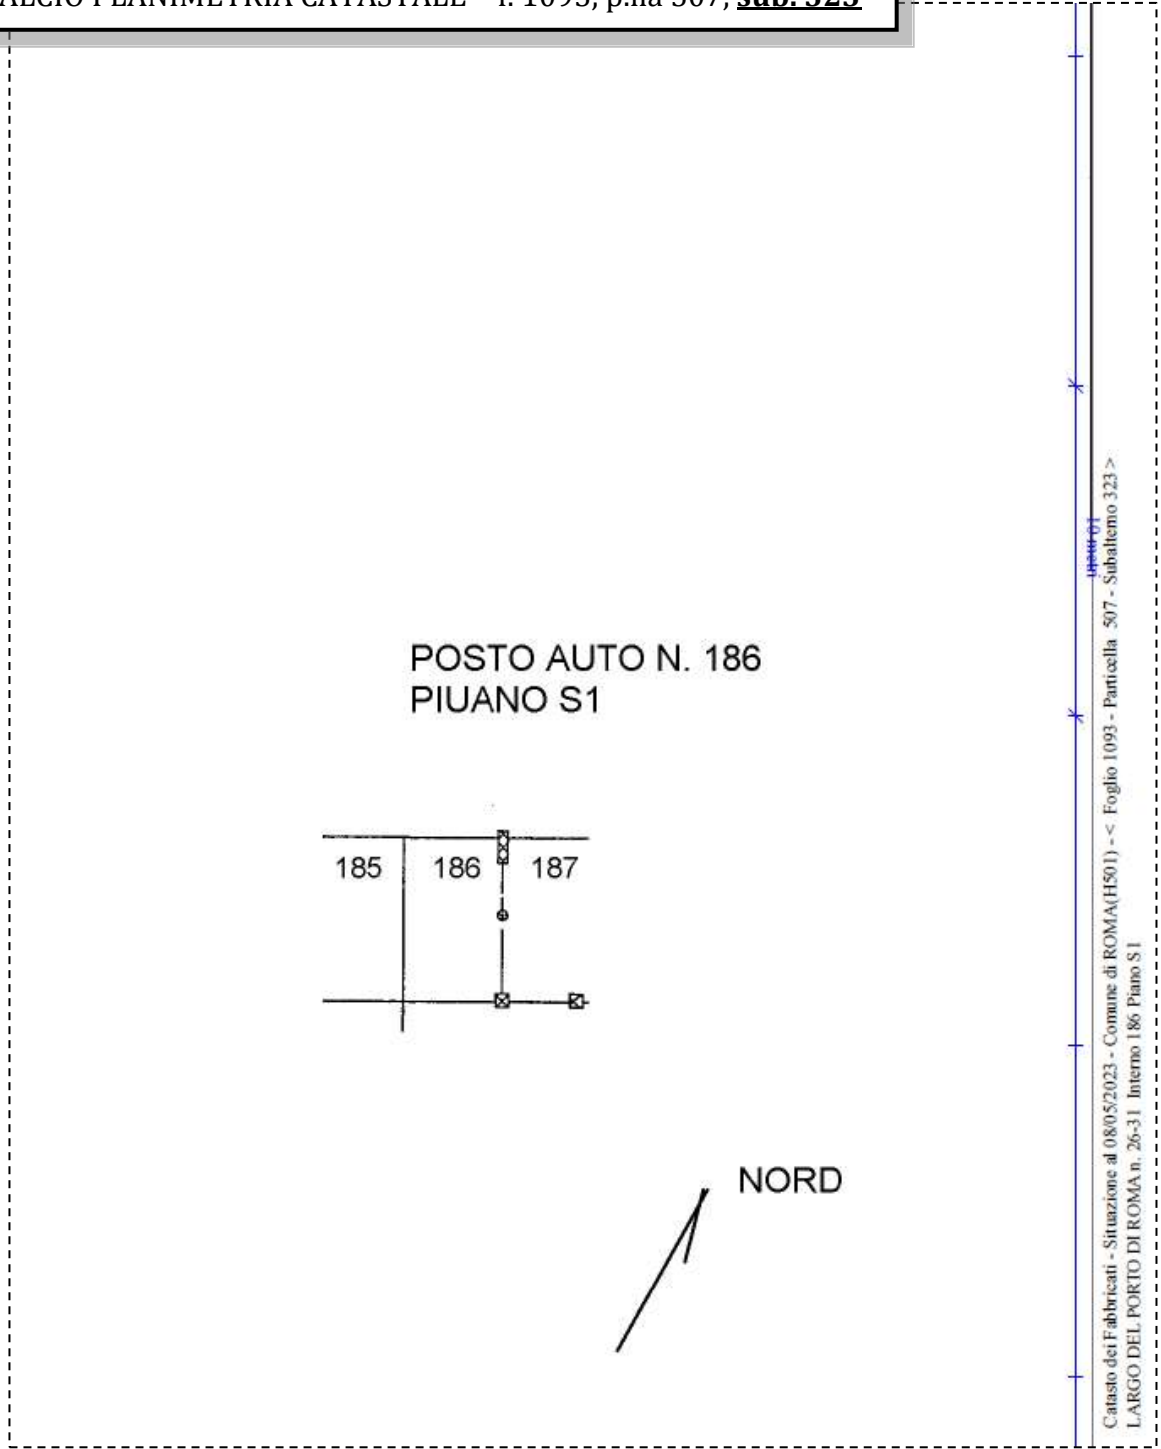 PLANIMETRIA CATASTALE – f. 1093, p.lla 507, sub. 323
POSTO AUTO N. 186
PIUANO S1
185 186 187
NORD
10 metri
Catasto dei Fabbricati - Situazione al 08/05/2023 - Comune di ROMA(H501) - < Foglio 1093 - Particella 507 - Subalterno 323 >
LARGO DEL PORTO DI ROMA n. 26-31 Interno 186 Piano S1